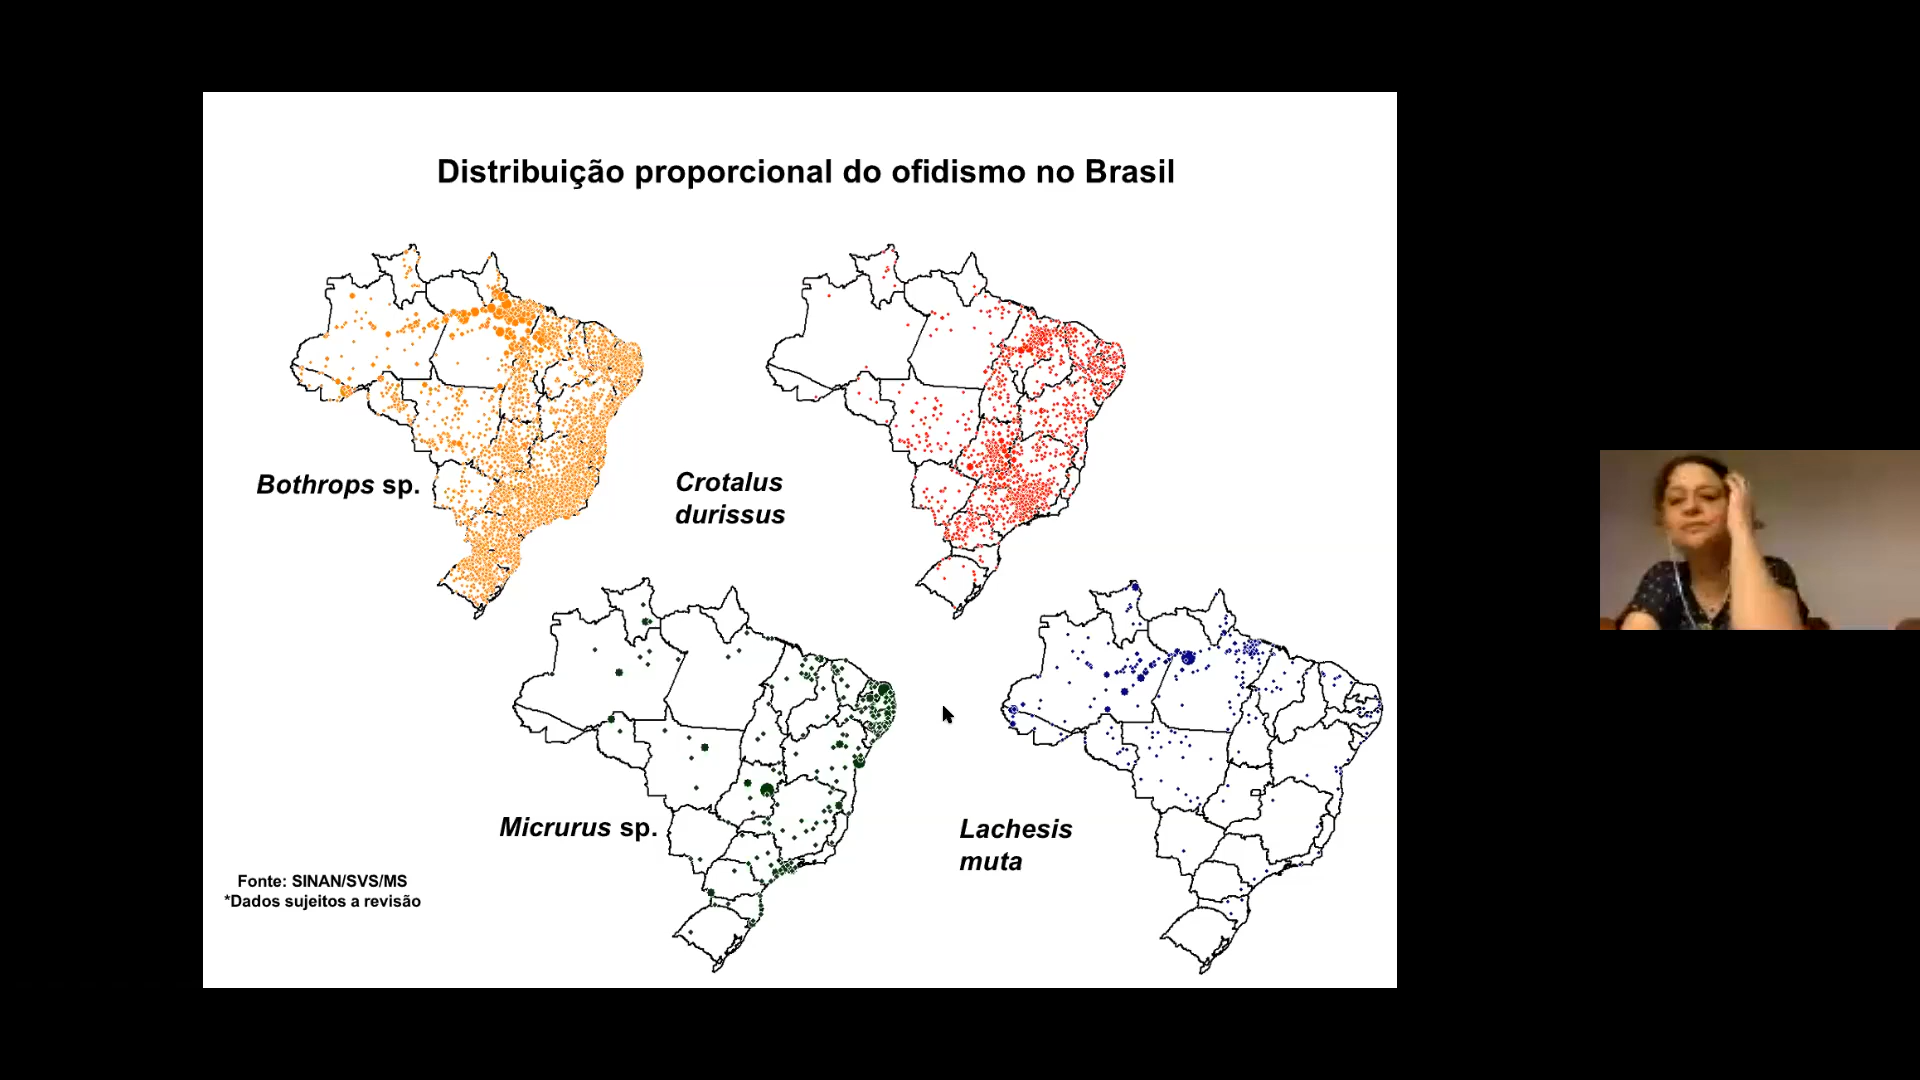 Distribuição proporcional do ofidismo no Brasil
Bothrops sp.
Crotalus
durissus
Micrurus sp.
Lachesis
muta
Fonte: SINAN/SVS/MS
*Dados sujeitos a revisão